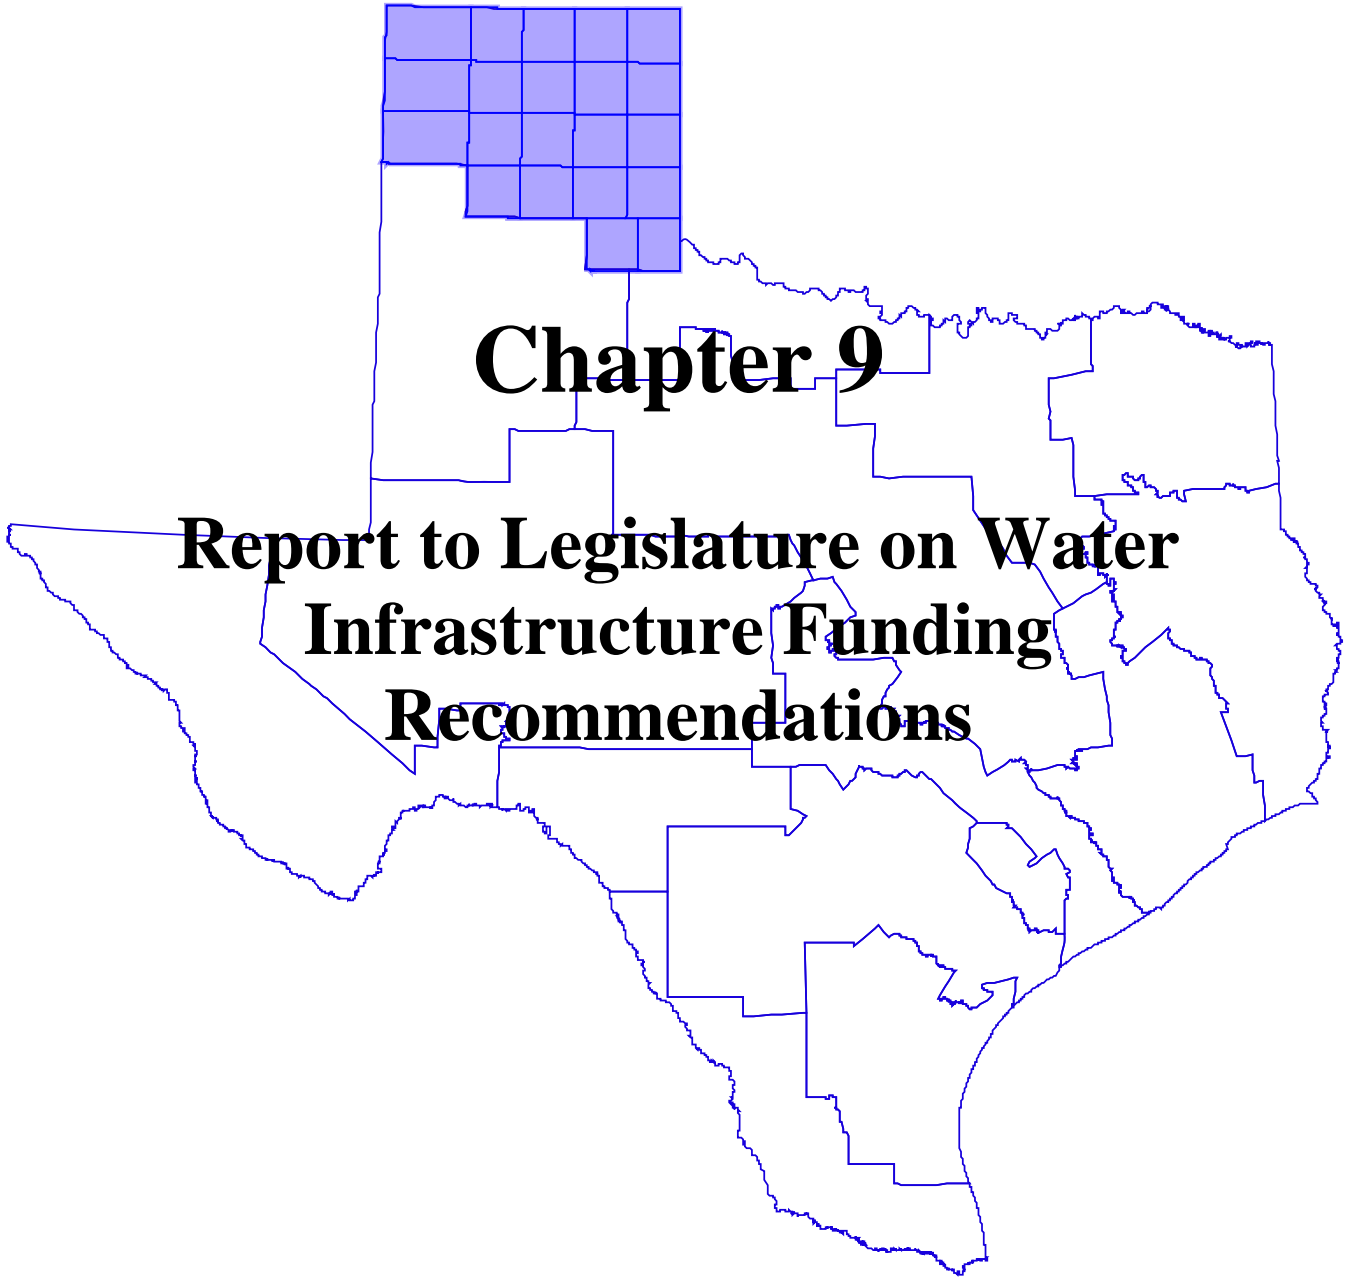 Chapter 9
Report to Legislature on Water
Infrastructure Funding
Recommendations